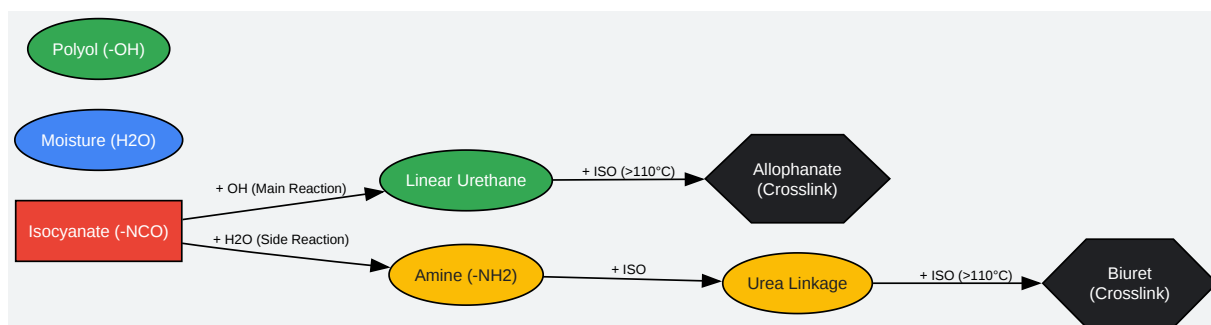 Polyol (-OH)
Moisture (H2O)
Isocyanate (-NCO)
+ OH (Main Reaction)
Linear Urethane
+ ISO (>110°C)
Allophanate
(Crosslink)
+ H2O (Side Reaction)
Amine (-NH2)
+ ISO
Urea Linkage
+ ISO (>110°C)
Biuret
(Crosslink)